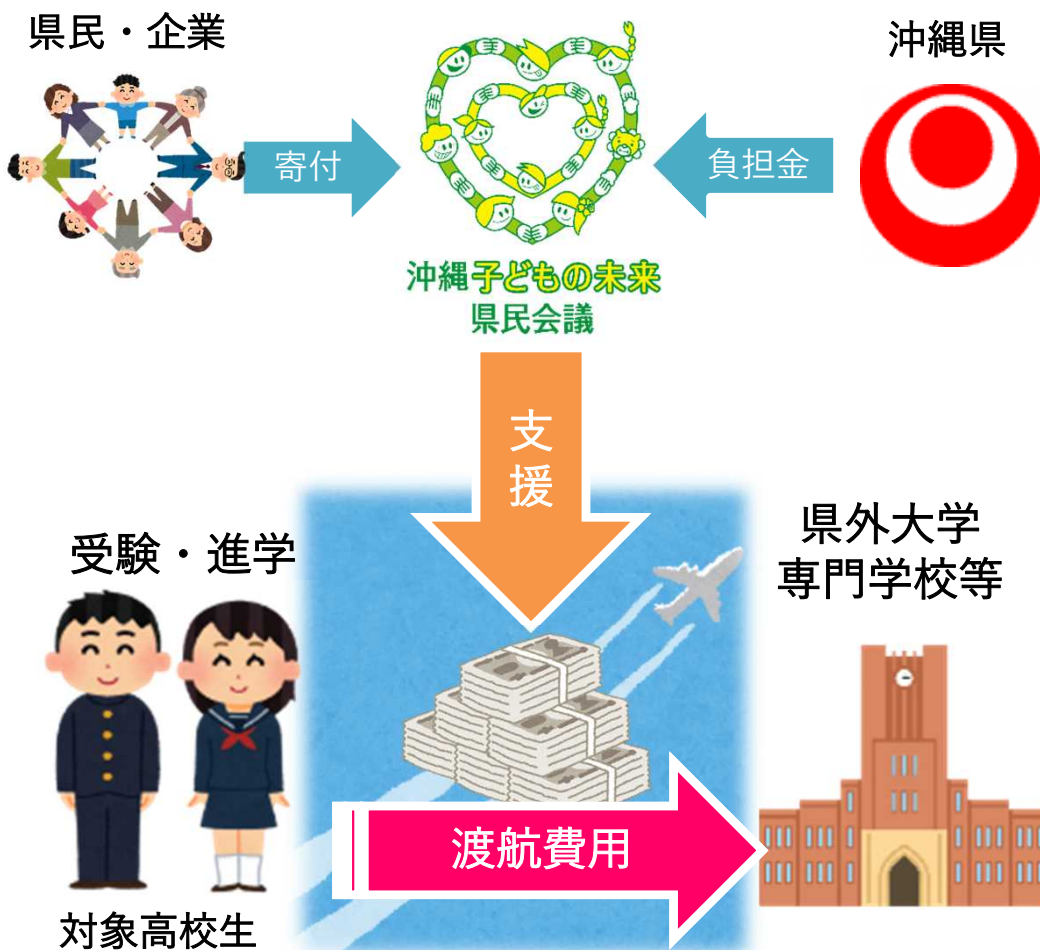 県民・企業
沖縄県
寄付
負担金
沖縄子どもの未来
県民会議
支援
受験・進学
県外大学
専門学校等
渡航費用
対象高校生